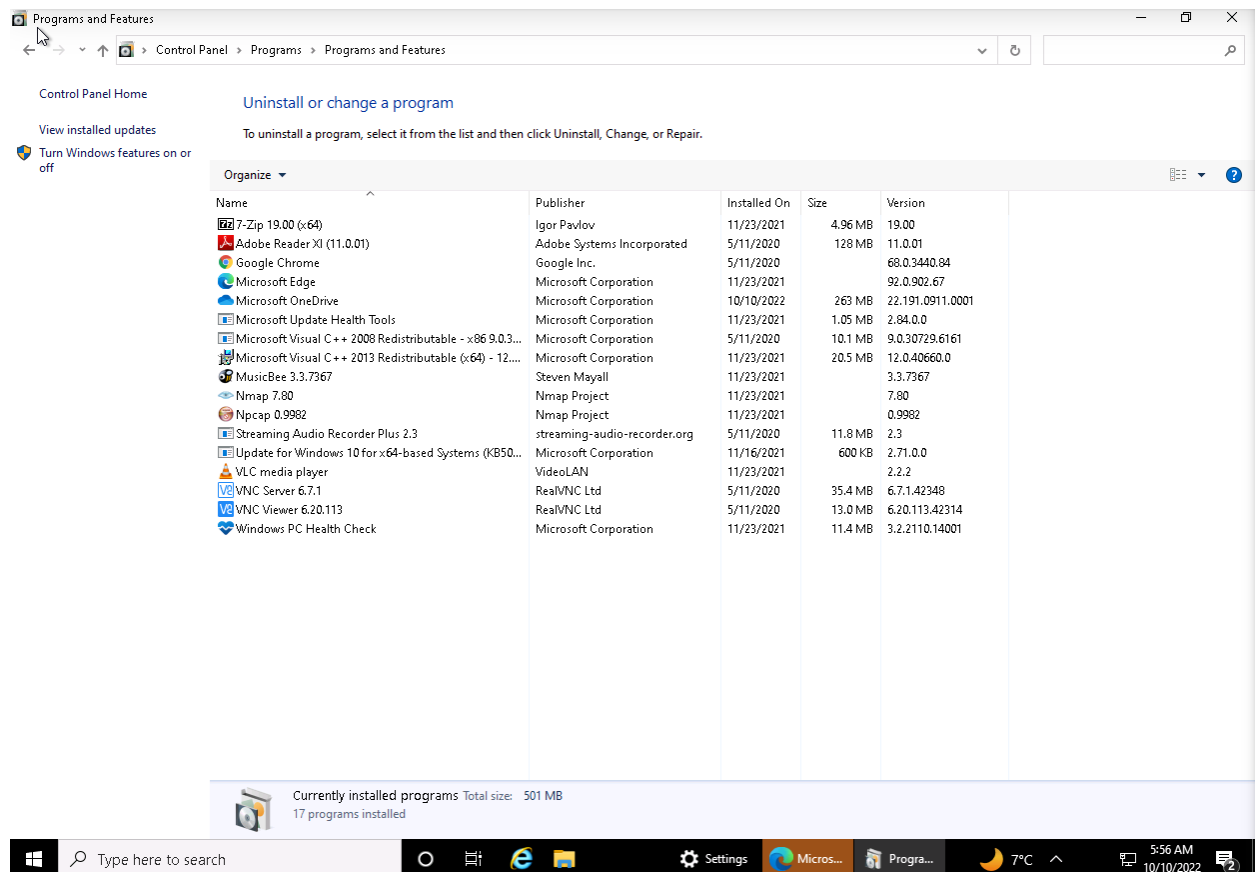 Programs and Features
Control Panel > Programs > Programs and Features
Control Panel Home
View installed updates
Turn Windows features on or
off
Uninstall or change a program
To uninstall a program, select it from the list and then click Uninstall, Change, or Repair.
Organize
Name Publisher Installed On Size Version
7-Zip 19.00 (x64) Igor Pavlov 11/23/2021 4.96 MB 19.00
Adobe Reader XI (11.0.01) Adobe Systems Incorporated 5/11/2020 128 MB 11.0.01
Google Chrome Google Inc. 5/11/2020 68.0.3440.84
Microsoft Edge Microsoft Corporation 11/23/2021 92.0.902.67
Microsoft OneDrive Microsoft Corporation 10/10/2022 263 MB 22.191.0911.0001
Microsoft Update Health Tools Microsoft Corporation 11/23/2021 1.05 MB 2.84.0.0
Microsoft Visual C++ 2008 Redistributable - x86 9.0.3... Microsoft Corporation 5/11/2020 10.1 MB 9.0.30729.6161
Microsoft Visual C++ 2013 Redistributable (x64) - 12.... Microsoft Corporation 11/23/2021 20.5 MB 12.0.40660.0
MusicBee 3.3.7367 Steven Mayall 11/23/2021 3.3.7367
Nmap 7.80 Nmap Project 11/23/2021 7.80
Npcap 0.9982 Nmap Project 11/23/2021 0.9982
Streaming Audio Recorder Plus 2.3 streaming-audio-recorder.org 5/11/2020 11.8 MB 2.3
Update for Windows 10 for x64-based Systems (KB50... Microsoft Corporation 11/16/2021 600 KB 2.71.0.0
VLC media player VideoLAN 11/23/2021 2.2.2
VNC Server 6.7.1 RealVNC Ltd 5/11/2020 35.4 MB 6.7.1.42348
VNC Viewer 6.20.113 RealVNC Ltd 5/11/2020 13.0 MB 6.20.113.42314
Windows PC Health Check Microsoft Corporation 11/23/2021 11.4 MB 3.2.2110.14001
Currently installed programs Total size: 501 MB
17 programs installed
Type here to search Settings Micros... Progra... 7°C 5:56 AM
10/10/2022 2